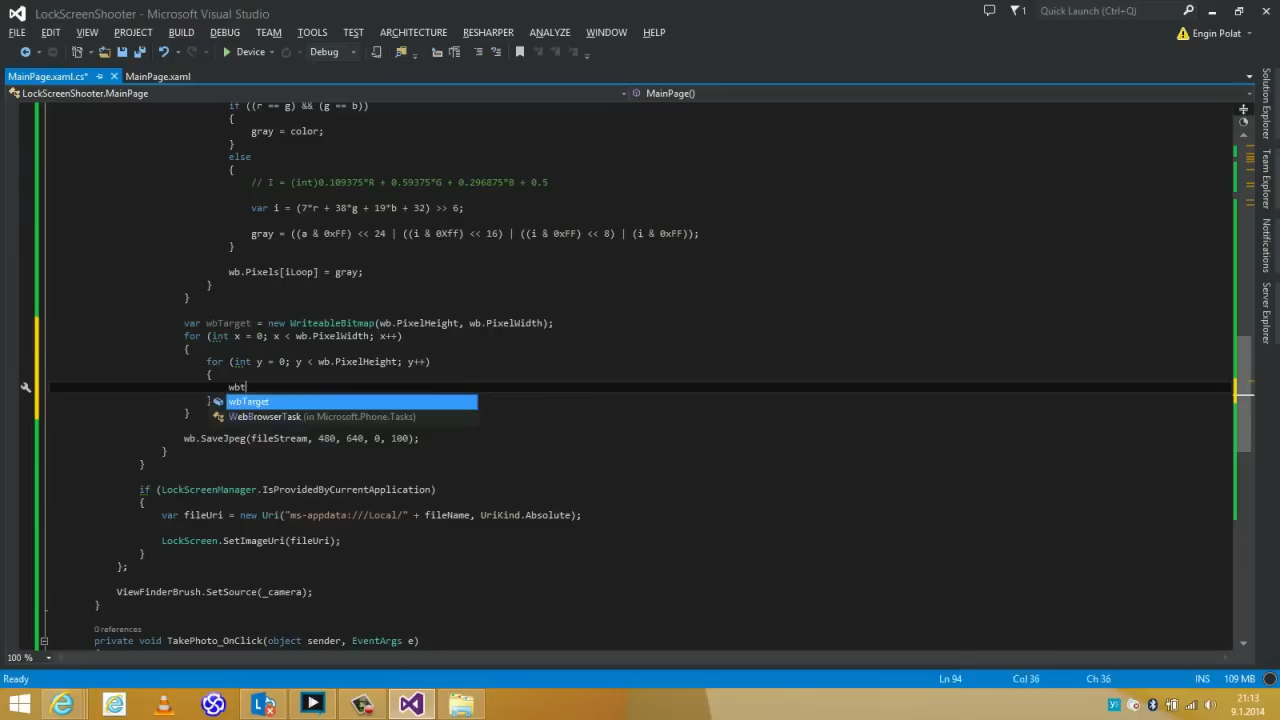 LockScreenShooter - Microsoft Visual Studio
Quick Launch (Ctrl+Q)
FILE EDIT VIEW PROJECT BUILD DEBUG TEAM TOOLS TEST ARCHITECTURE RESHARPER ANALYZE WINDOW HELP
Engin Polat
Device Debug
MainPage.xaml.cs* MainPage.xaml
LockScreenShooter.MainPage MainPage()
if ((r == g) && (g == b))
{
gray = color;
}
else
{
// I = (int)0.109375*R + 0.59375*G + 0.296875*B + 0.5
var i = (7*r + 38*g + 19*b + 32) >> 6;
gray = ((a & 0xFF) << 24 | ((i & 0Xff) << 16) | ((i & 0xFF) << 8) | (i & 0xFF));
}
wb.Pixels[iLoop] = gray;
}
}
var wbTarget = new WriteableBitmap(wb.PixelHeight, wb.PixelWidth);
for (int x = 0; x < wb.PixelWidth; x++)
{
for (int y = 0; y < wb.PixelHeight; y++)
{
wbt
wbTarget
WebBrowserTask (in Microsoft.Phone.Tasks)
}
wb.SaveJpeg(fileStream, 480, 640, 0, 100);
}
}
if (LockScreenManager.IsProvidedByCurrentApplication)
{
var fileUri = new Uri("ms-appdata:///Local/" + fileName, UriKind.Absolute);
LockScreen.SetImageUri(fileUri);
}
};
ViewFinderBrush.SetSource(_camera);
}
0 references
private void TakePhoto_OnClick(object sender, EventArgs e)
100 %
Ready Ln 94 Col 36 Ch 36 INS 109 MB
21:13
9.1.2014
Solution Explorer
Team Explorer
Notifications
Server Explorer